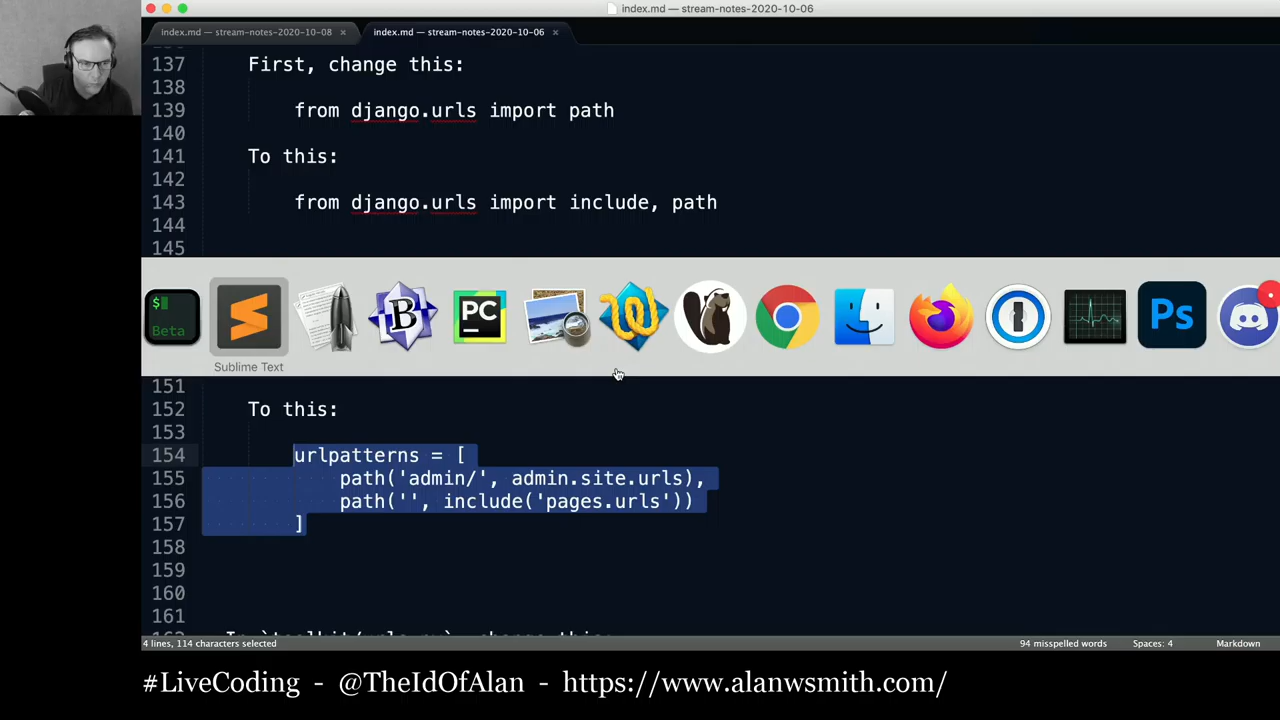 index.md — stream-notes-2020-10-06
index.md — stream-notes-2020-10-08 ×
index.md — stream-notes-2020-10-06 ×
137 First, change this:
138
139 from django.urls import path
140
141 To this:
142
143 from django.urls import include, path
144
145
$
Beta
B
PC
Ps
Sublime Text
151
152 To this:
153
154 urlpatterns = [
155 path('admin/', admin.site.urls),
156 path('', include('pages.urls'))
157 ]
158
159
160
161
4 lines, 114 characters selected
94 misspelled words
Spaces: 4
Markdown
#LiveCoding - @TheIdOfAlan - https://www.alanwsmith.com/